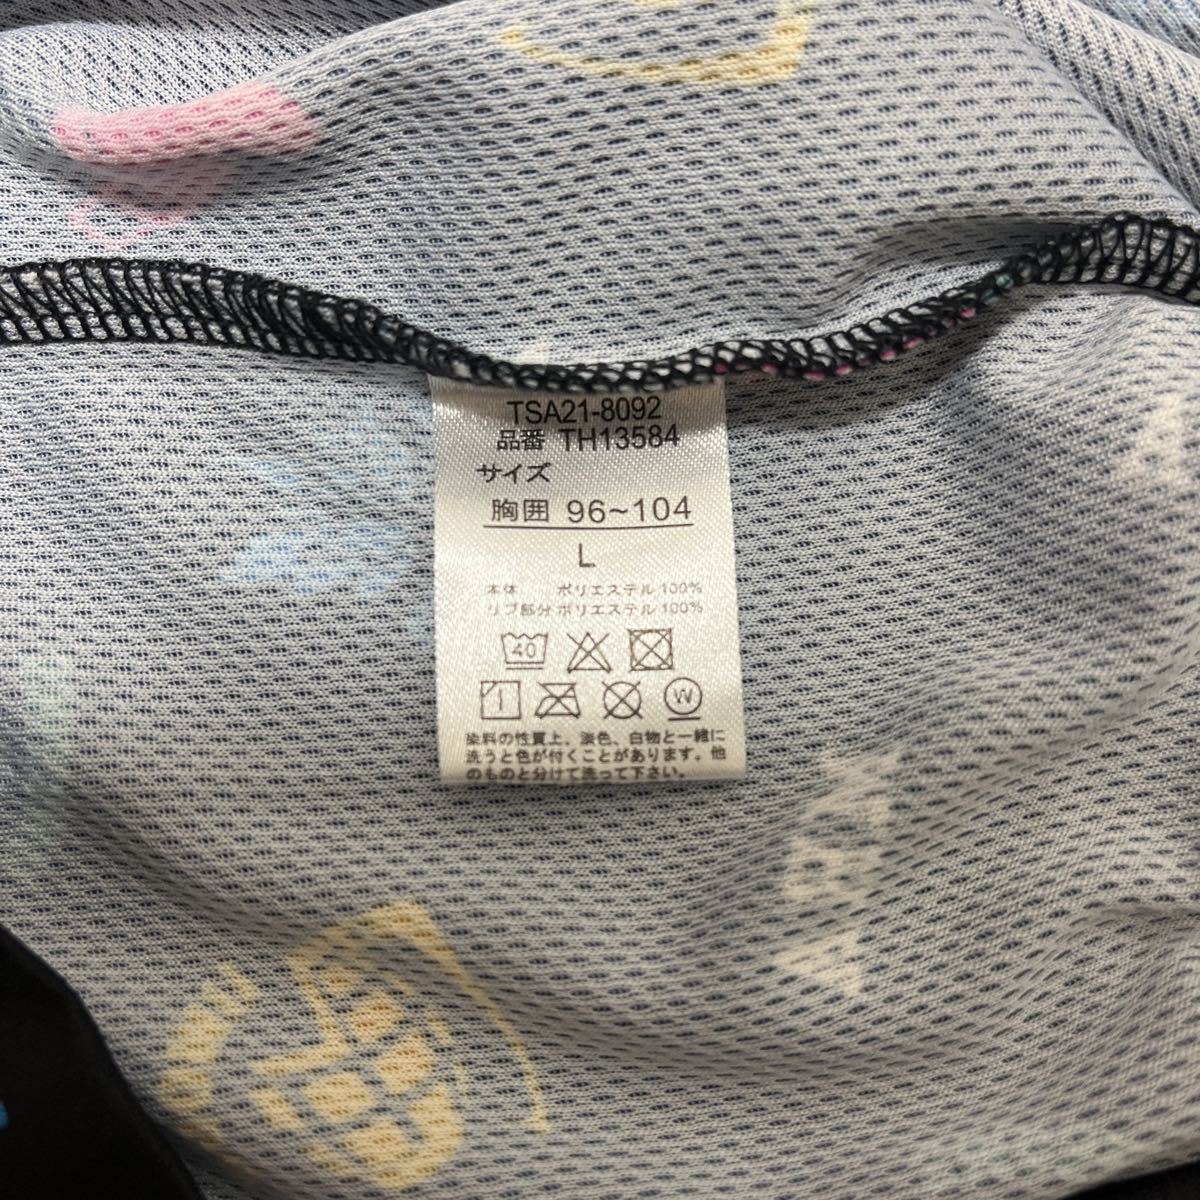 TSA21-8092
品番 TH13584
サイズ
胸囲 96~104
L
本体 ポリエステル 100%
リブ部分 ポリエステル 100%
40
W
染料の性質上、淡色、白物と一緒に
洗うと色が付くことがあります。他
のものと分けて洗って下さい。